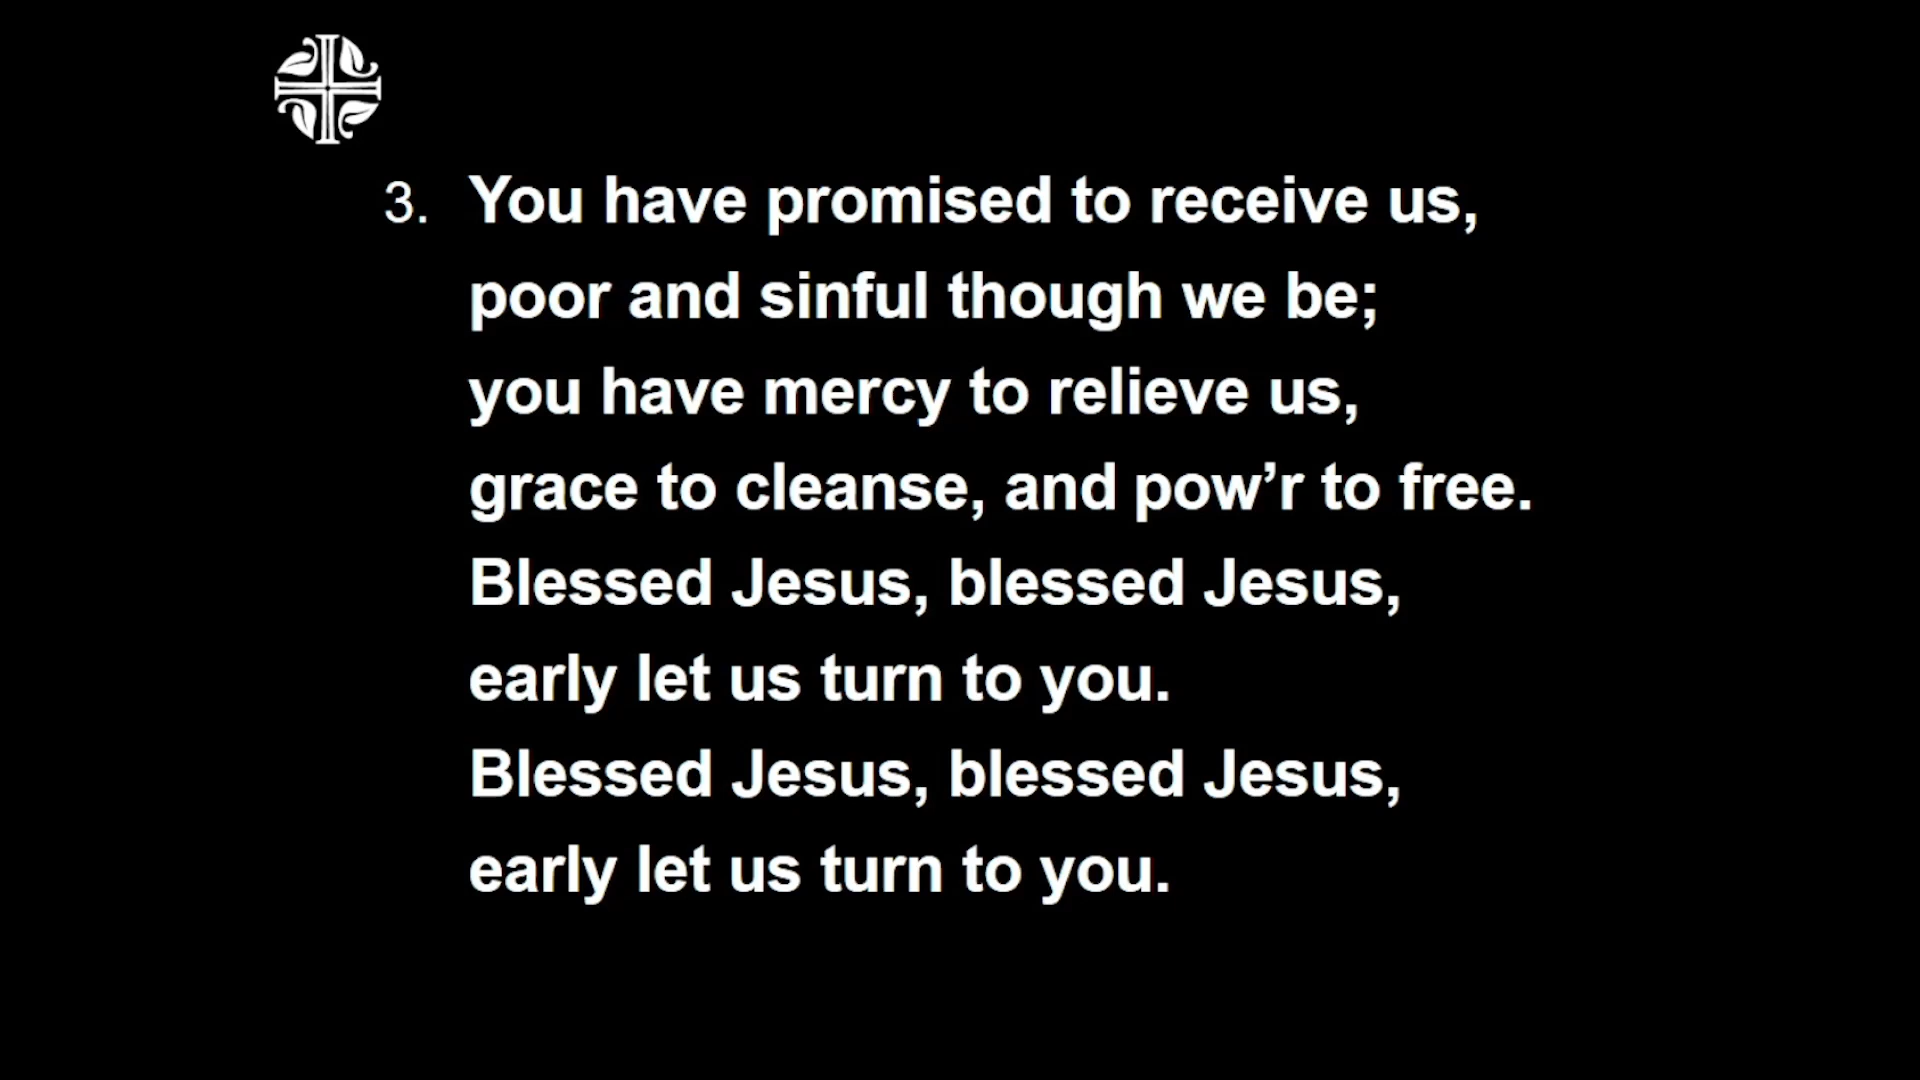 3. You have promised to receive us,
poor and sinful though we be;
you have mercy to relieve us,
grace to cleanse, and pow’r to free.
Blessed Jesus, blessed Jesus,
early let us turn to you.
Blessed Jesus, blessed Jesus,
early let us turn to you.